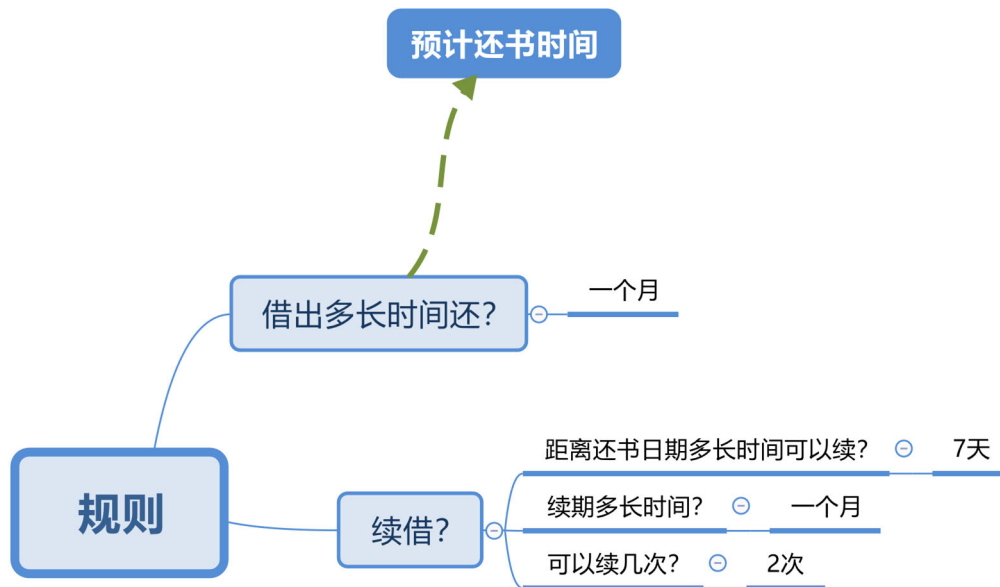 预计还书时间
借出多长时间还？
一个月
规则
续借？
距离还书日期多长时间可以续？
7天
续期多长时间？
一个月
可以续几次？
2次